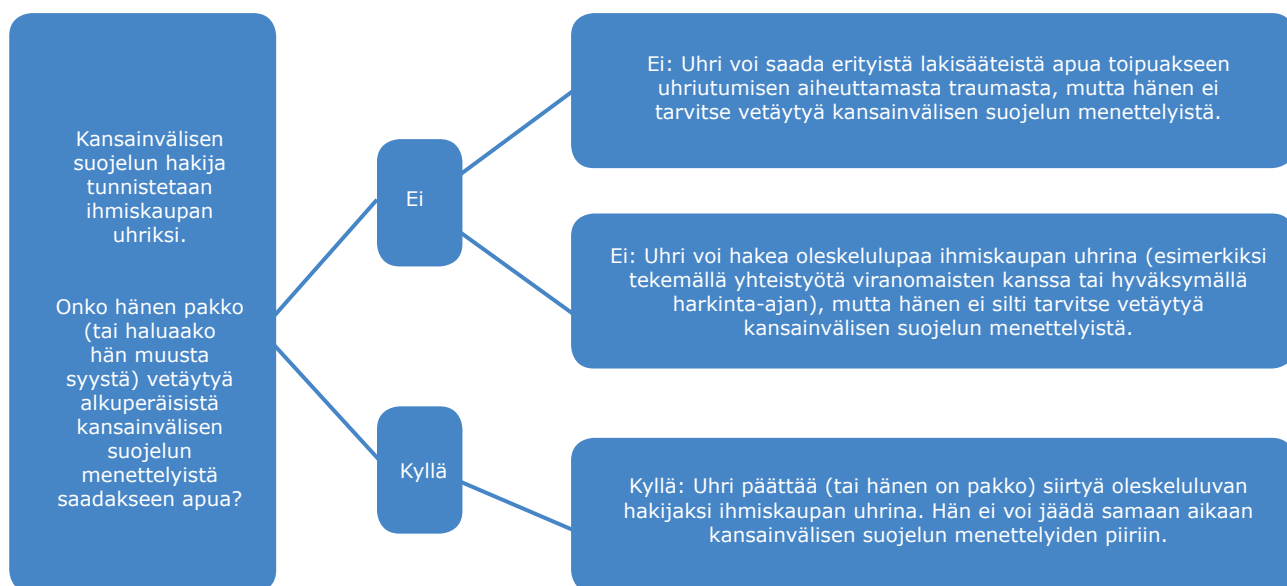 Kansainvälisen
suojelun hakija
tunnistetaan
ihmiskaupan
uhriksi.
Onko hänen pakko
(tai haluaako
hän muusta
syystä) vetäytyä
alkuperäisistä
kansainvälisen
suojelun
menettelyistä
saadakseen apua?
Ei
Ei: Uhri voi saada erityistä lakisääteistä apua toipuakseen
uhriutumisen aiheuttamasta traumasta, mutta hänen ei
tarvitse vetäytyä kansainvälisen suojelun menettelyistä.
Ei: Uhri voi hakea oleskelulupaa ihmiskaupan uhrina (esimerkiksi
tekemällä yhteistyötä viranomaisten kanssa tai hyväksymällä
harkinta-ajan), mutta hänen ei silti tarvitse vetäytyä
kansainvälisen suojelun menettelyistä.
Kyllä
Kyllä: Uhri päättää (tai hänen on pakko) siirtyä oleskeluluvan
hakijaksi ihmiskaupan uhrina. Hän ei voi jäädä samaan aikaan
kansainvälisen suojelun menettelyiden piiriin.